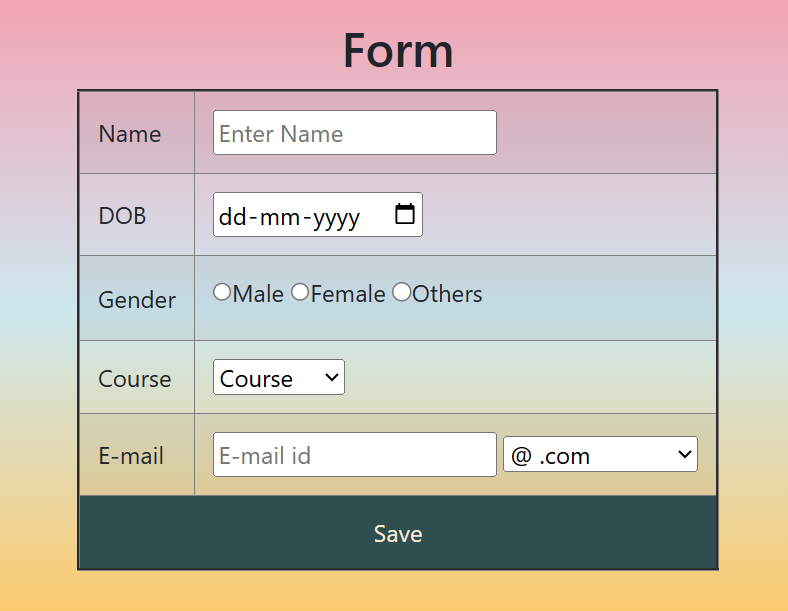 Form
Name Enter Name
DOB dd-mm-yyyy
Gender Male Female Others
Course Course
E-mail E-mail id @ .com
Save